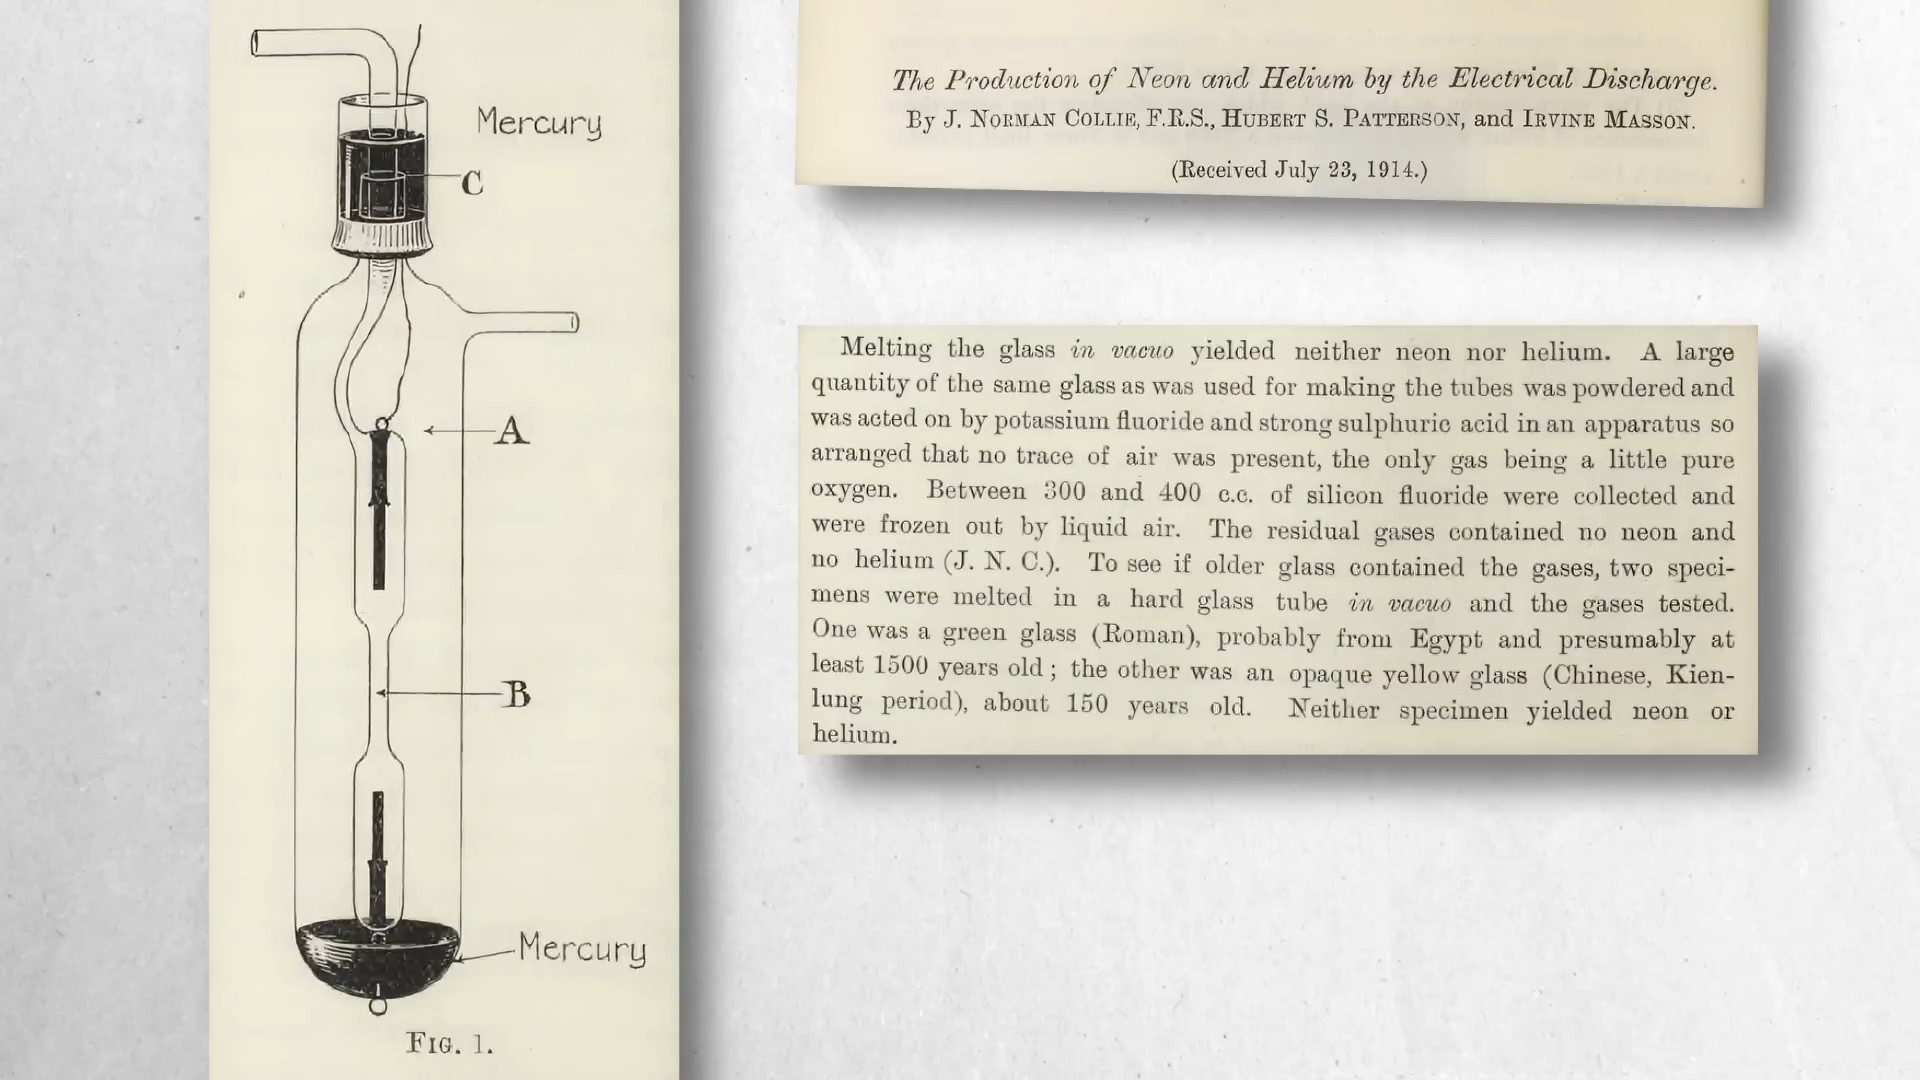 Mercury
C
A
B
Mercury
Fig. 1.
The Production of Neon and Helium by the Electrical Discharge.
By J. Norman Collie, F.R.S., Hubert S. Patterson, and Irvine Masson.
(Received July 23, 1914.)
Melting the glass in vacuo yielded neither neon nor helium. A large
quantity of the same glass as was used for making the tubes was powdered and
was acted on by potassium fluoride and strong sulphuric acid in an apparatus so
arranged that no trace of air was present, the only gas being a little pure
oxygen. Between 300 and 400 c.c. of silicon fluoride were collected and
were frozen out by liquid air. The residual gases contained no neon and
no helium (J. N. C.). To see if older glass contained the gases, two speci-
mens were melted in a hard glass tube in vacuo and the gases tested.
One was a green glass (Roman), probably from Egypt and presumably at
least 1500 years old; the other was an opaque yellow glass (Chinese, Kien-
lung period), about 150 years old. Neither specimen yielded neon or
helium.